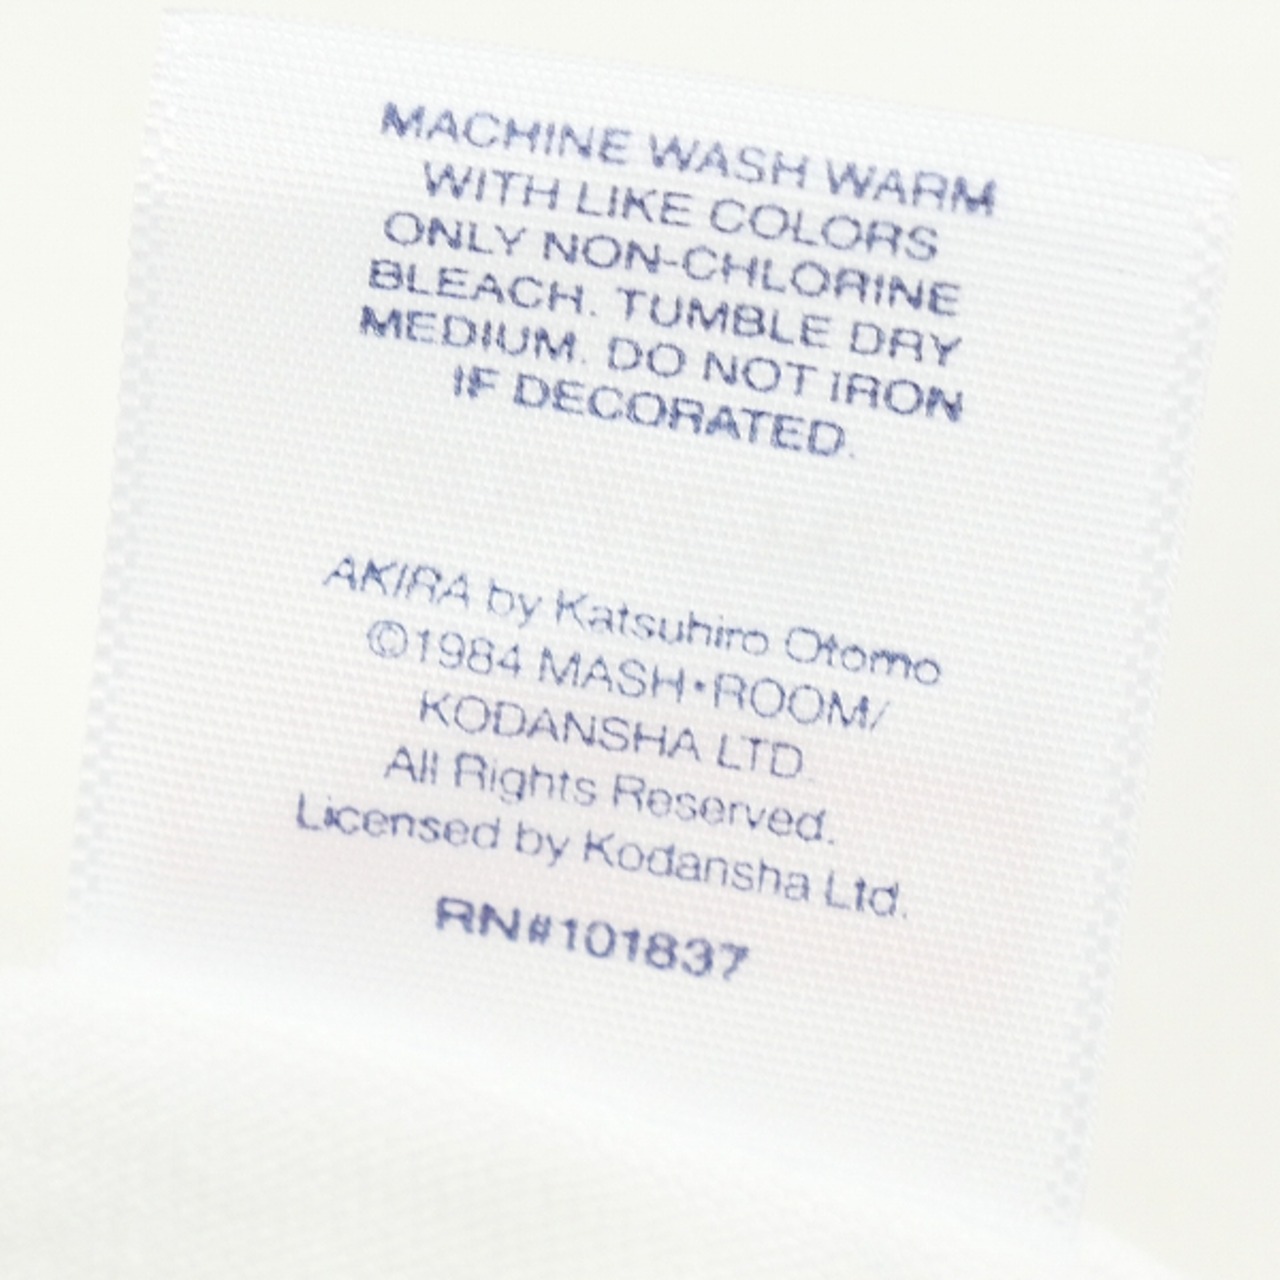 MACHINE WASH WARM
WITH LIKE COLORS
ONLY NON-CHLORINE
BLEACH. TUMBLE DRY
MEDIUM. DO NOT IRON
IF DECORATED.
AKIRA by Katsuhiro Otomo
©1984 MASH•ROOM/
KODANSHA LTD.
All Rights Reserved.
Licensed by Kodansha Ltd.
RN#101837